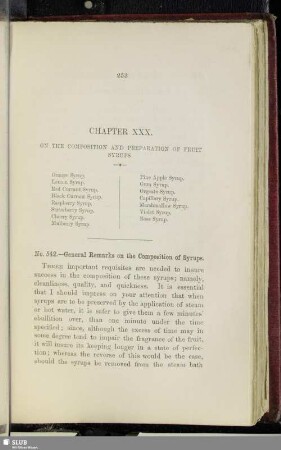 253
CHAPTER XXX.
ON THE COMPOSITION AND PREPARATION OF FRUIT
SYRUPS.
Orange Syrup.
Lemon Syrup.
Red Currant Syrup.
Black Currant Syrup.
Raspberry Syrup.
Strawberry Syrup.
Cherry Syrup.
Mulberry Syrup.
Pine Apple Syrup.
Gum Syrup.
Orgeate Syrup.
Capillary Syrup.
Marshmallow Syrup.
Violet Syrup.
Rose Syrup.
No. 542.—General Remarks on the Composition of Syrups.
THREE important requisites are needed to insure
success in the composition of these syrups; namely,
cleanliness, quality, and quickness. It is essential
that I should impress on your attention that when
syrups are to be preserved by the application of steam
or hot water, it is safer to give them a few minutes'
ebullition over, than one minute under the time
specified; since, although the excess of time may in
some degree tend to impair the fragrance of the fruit,
it will insure its keeping longer in a state of perfec-
tion; whereas the reverse of this would be the case,
should the syrups be removed from the steam bath
SLUB